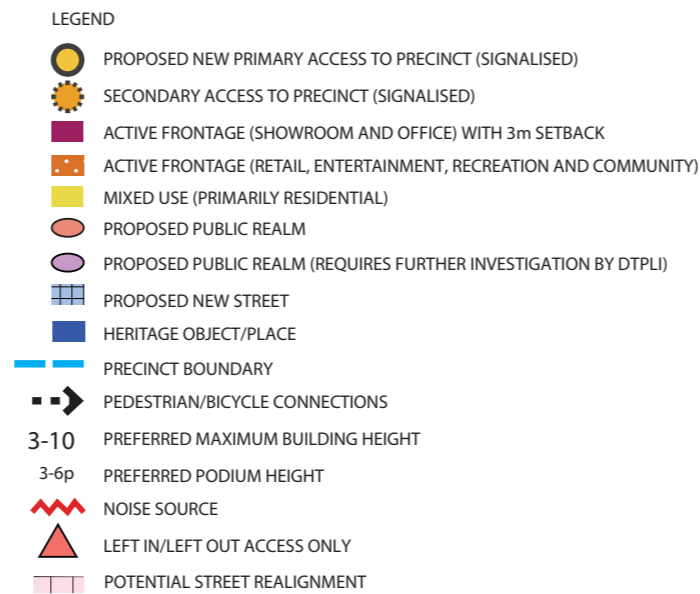 LEGEND
PROPOSED NEW PRIMARY ACCESS TO PRECINCT (SIGNALISED)
SECONDARY ACCESS TO PRECINCT (SIGNALISED)
ACTIVE FRONTAGE (SHOWROOM AND OFFICE) WITH 3m SETBACK
ACTIVE FRONTAGE (RETAIL, ENTERTAINMENT, RECREATION AND COMMUNITY)
MIXED USE (PRIMARILY RESIDENTIAL)
PROPOSED PUBLIC REALM
PROPOSED PUBLIC REALM (REQUIRES FURTHER INVESTIGATION BY DTPLI)
PROPOSED NEW STREET
HERITAGE OBJECT/PLACE
PRECINCT BOUNDARY
PEDESTRIAN/BICYCLE CONNECTIONS
3-10 PREFERRED MAXIMUM BUILDING HEIGHT
3-6p PREFERRED PODIUM HEIGHT
NOISE SOURCE
LEFT IN/LEFT OUT ACCESS ONLY
POTENTIAL STREET REALIGNMENT